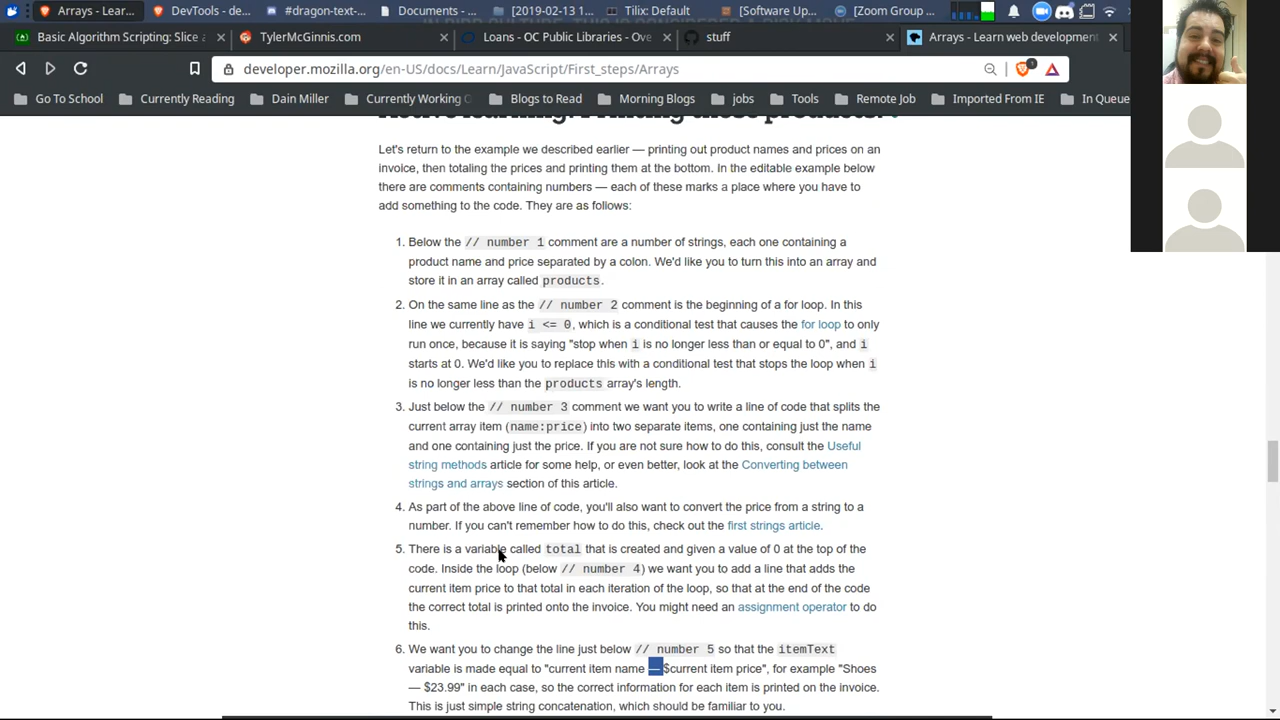 Arrays — Lear...
DevTools - de...
#dragon-text-...
Documents - ...
[2019-02-13 1...
Tilix: Default
[Software Up...
[Zoom Group ...
Basic Algorithm Scripting: Slice a
TylerMcGinnis.com
Loans - OC Public Libraries - Ove
stuff
Arrays - Learn web development
developer.mozilla.org/en-US/docs/Learn/JavaScript/First_steps/Arrays
1
Go To School
Currently Reading
Dain Miller
Currently Working O
Blogs to Read
Morning Blogs
jobs
Tools
Remote Job
Imported From IE
In Queue
Active learning: Printing those products!
Let's return to the example we described earlier — printing out product names and prices on an
invoice, then totaling the prices and printing them at the bottom. In the editable example below
there are comments containing numbers — each of these marks a place where you have to
add something to the code. They are as follows:
1. Below the // number 1 comment are a number of strings, each one containing a
product name and price separated by a colon. We'd like you to turn this into an array and
store it in an array called products.
2. On the same line as the // number 2 comment is the beginning of a for loop. In this
line we currently have i <= 0, which is a conditional test that causes the for loop to only
run once, because it is saying "stop when i is no longer less than or equal to 0", and i
starts at 0. We'd like you to replace this with a conditional test that stops the loop when i
is no longer less than the products array's length.
3. Just below the // number 3 comment we want you to write a line of code that splits the
current array item (name:price) into two separate items, one containing just the name
and one containing just the price. If you are not sure how to do this, consult the Useful
string methods article for some help, or even better, look at the Converting between
strings and arrays section of this article.
4. As part of the above line of code, you'll also want to convert the price from a string to a
number. If you can't remember how to do this, check out the first strings article.
5. There is a variable called total that is created and given a value of 0 at the top of the
code. Inside the loop (below // number 4) we want you to add a line that adds the
current item price to that total in each iteration of the loop, so that at the end of the code
the correct total is printed onto the invoice. You might need an assignment operator to do
this.
6. We want you to change the line just below // number 5 so that the itemText
variable is made equal to "current item name — $current item price", for example "Shoes
— $23.99" in each case, so the correct information for each item is printed on the invoice.
This is just simple string concatenation, which should be familiar to you.